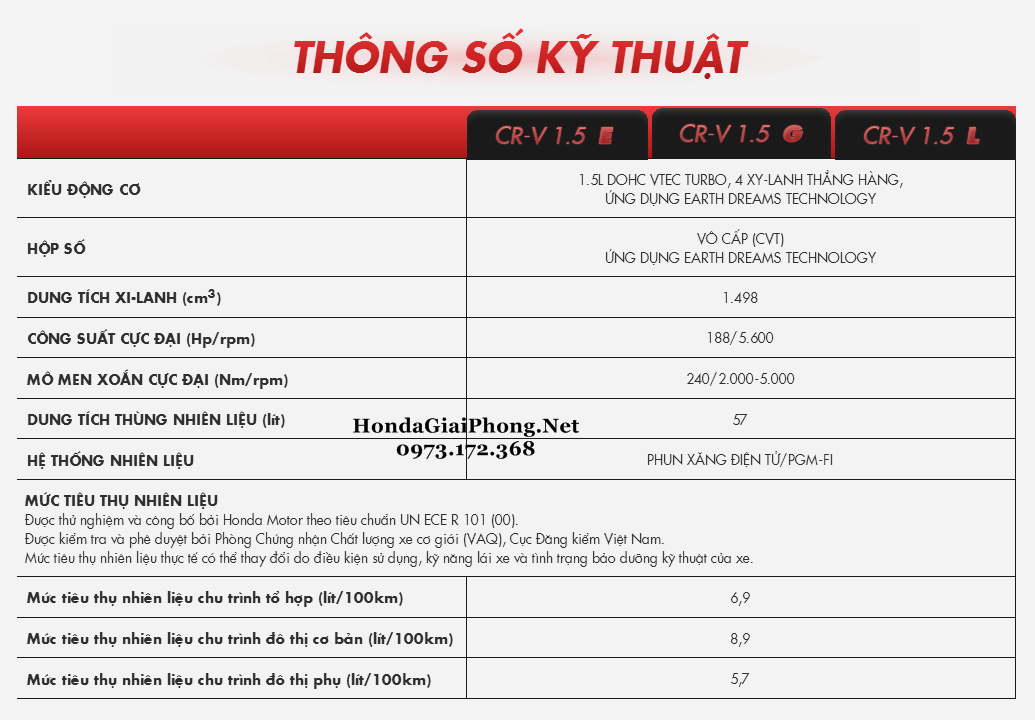 THÔNG SỐ KỸ THUẬT
CR-V 1.5 E
CR-V 1.5 G
CR-V 1.5 L
KIỂU ĐỘNG CƠ
1.5L DOHC VTEC TURBO, 4 XY-LANH THẲNG HÀNG,
ỨNG DỤNG EARTH DREAMS TECHNOLOGY
HỘP SỐ
VÔ CẤP (CVT)
ỨNG DỤNG EARTH DREAMS TECHNOLOGY
DUNG TÍCH XI-LANH (cm³)
1.498
CÔNG SUẤT CỰC ĐẠI (Hp/rpm)
188/5.600
MÔ MEN XOẮN CỰC ĐẠI (Nm/rpm)
240/2.000-5.000
DUNG TÍCH THÙNG NHIÊN LIỆU (lít)
57
HondaGiaiPhong.Net
0973.172.368
HỆ THỐNG NHIÊN LIỆU
PHUN XĂNG ĐIỆN TỬ/PGM-FI
MỨC TIÊU THỤ NHIÊN LIỆU
Được thử nghiệm và công bố bởi Honda Motor theo tiêu chuẩn UN ECE R 101 (00).
Được kiểm tra và phê duyệt bởi Phòng Chứng nhận Chất lượng xe cơ giới (VAQ), Cục Đăng kiểm Việt Nam.
Mức tiêu thụ nhiên liệu thực tế có thể thay đổi do điều kiện sử dụng, kỹ năng lái xe và tình trạng bảo dưỡng kỹ thuật của xe.
Mức tiêu thụ nhiên liệu chu trình tổ hợp (lít/100km)
6,9
Mức tiêu thụ nhiên liệu chu trình đô thị cơ bản (lít/100km)
8,9
Mức tiêu thụ nhiên liệu chu trình đô thị phụ (lít/100km)
5,7